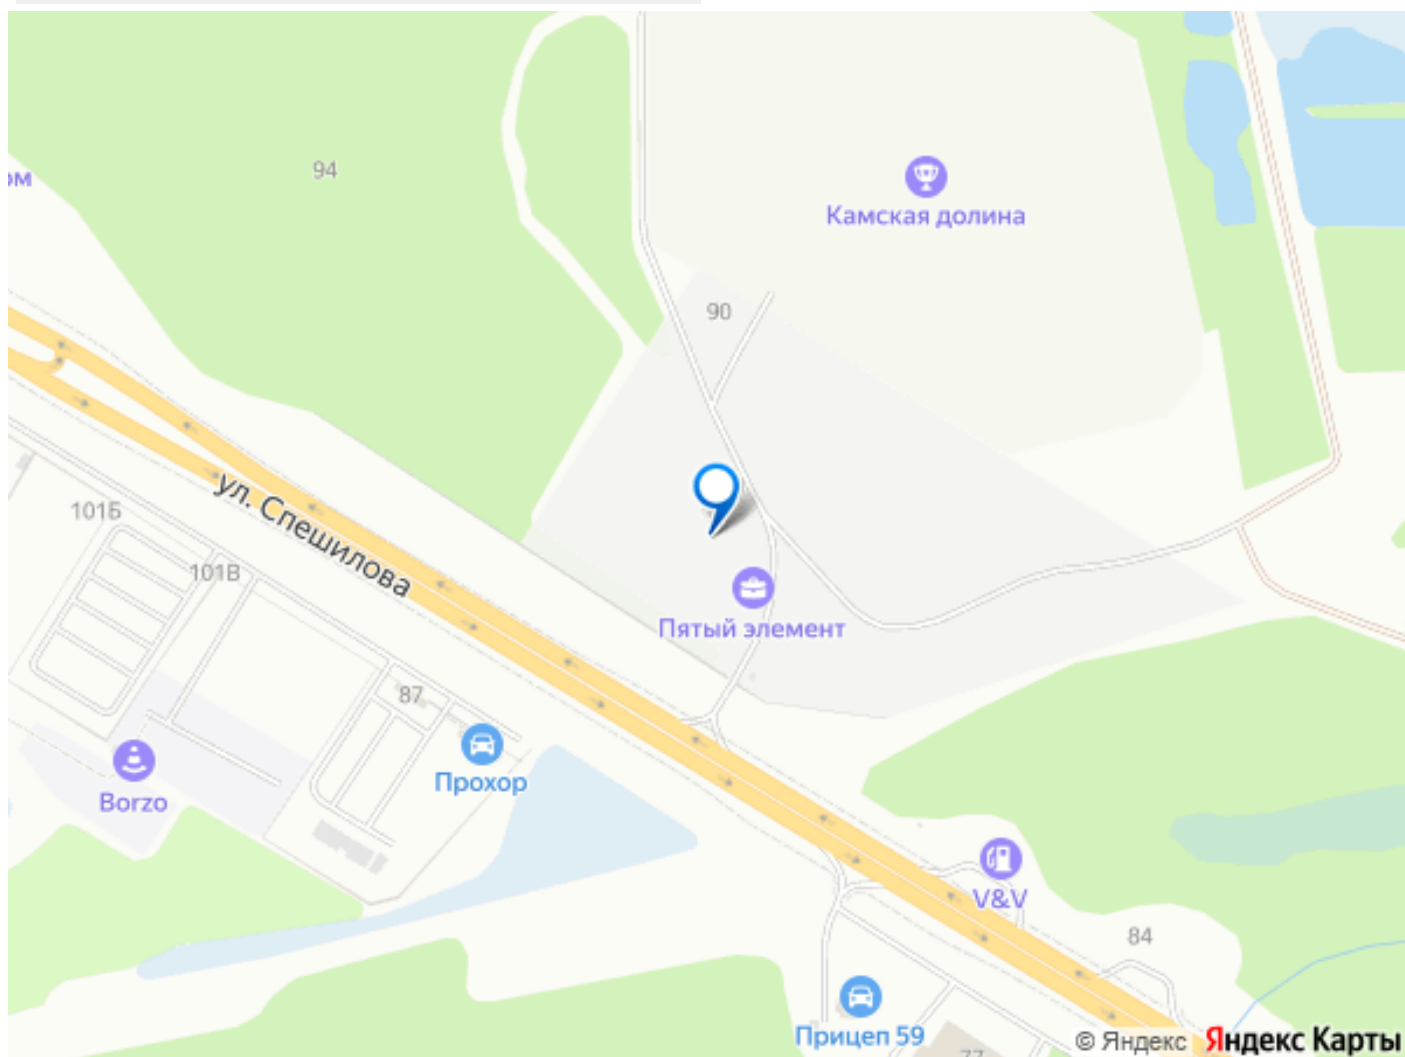 94
ом
Камская долина
90
ул. Спешилова
101Б
101В
Пятый элемент
87
Прохор
Borzo
V&V
84
Прицеп 59
77
© Яндекс Яндекс Карты